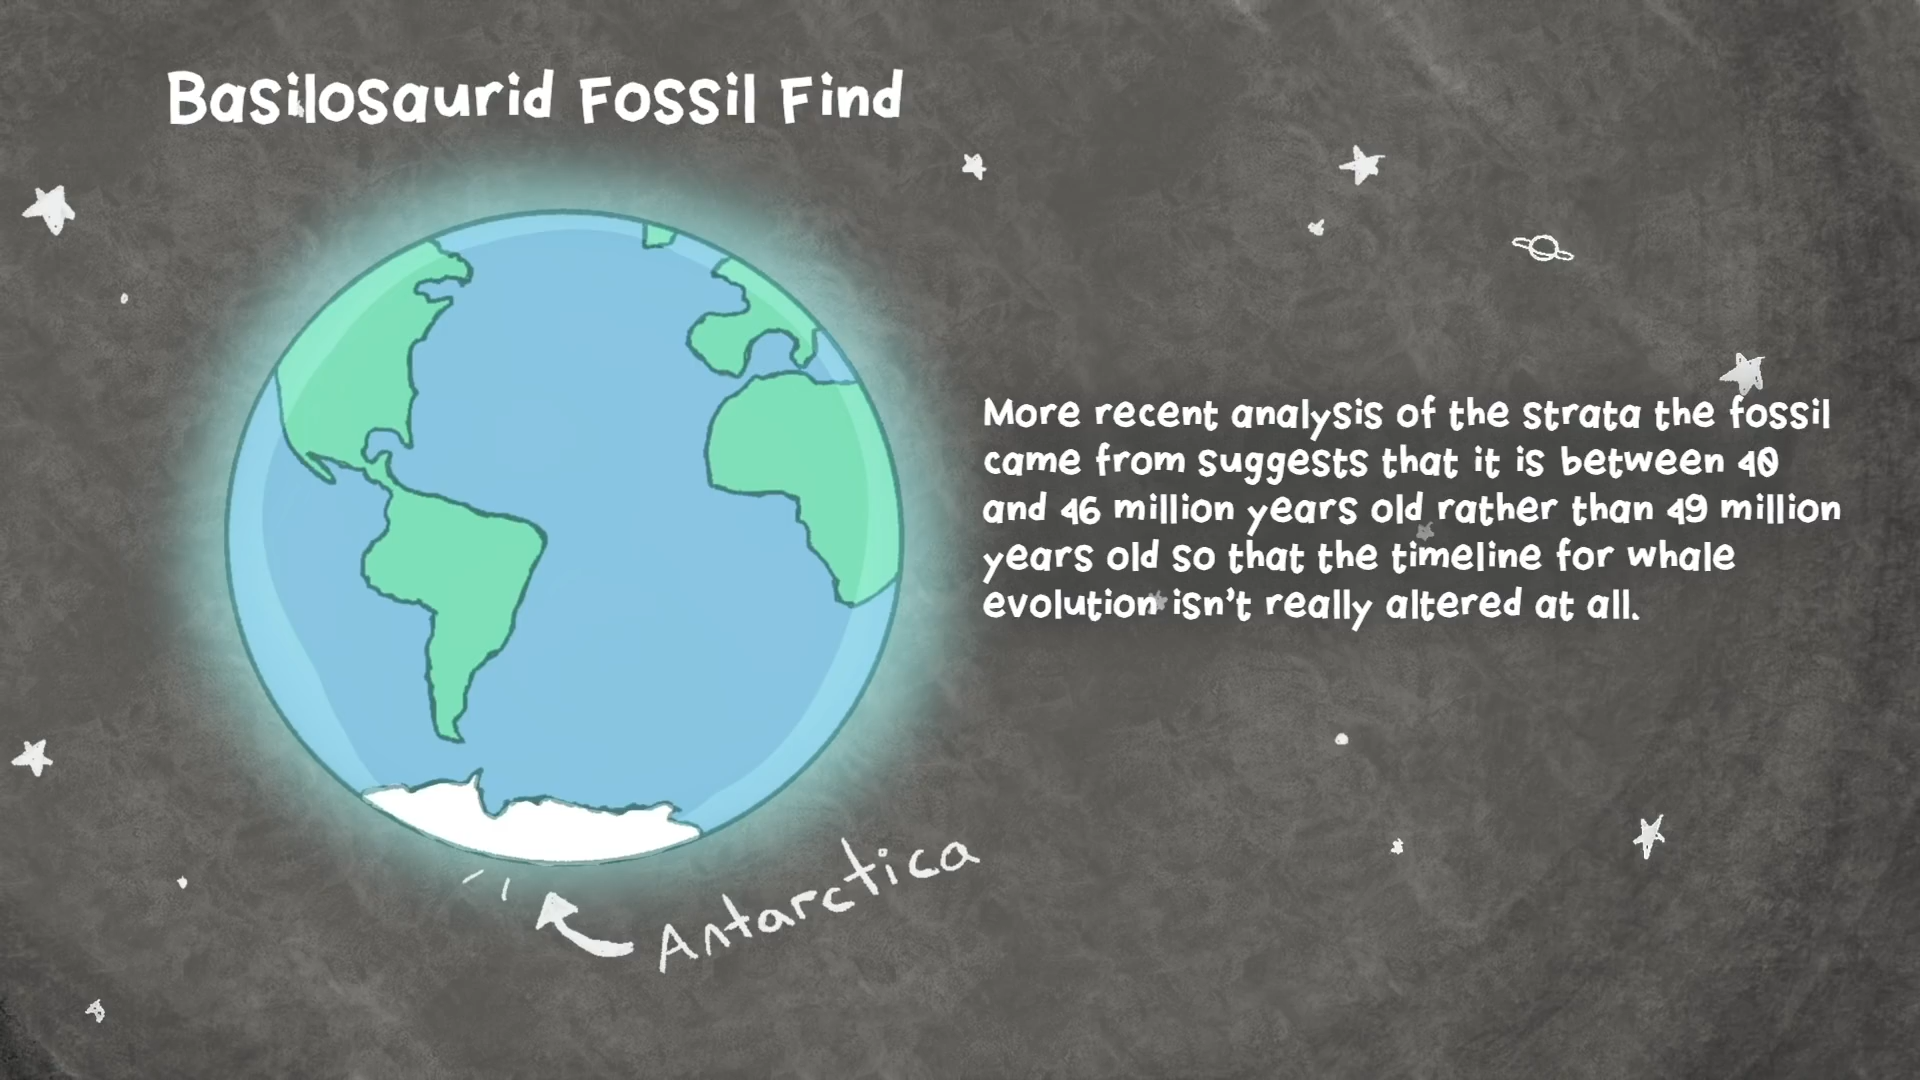 Basilosaurid Fossil Find
More recent analysis of the strata the fossil
came from suggests that it is between 40
and 46 million years old rather than 49 million
years old so that the timeline for whale
evolution isn't really altered at all.
Antarctica